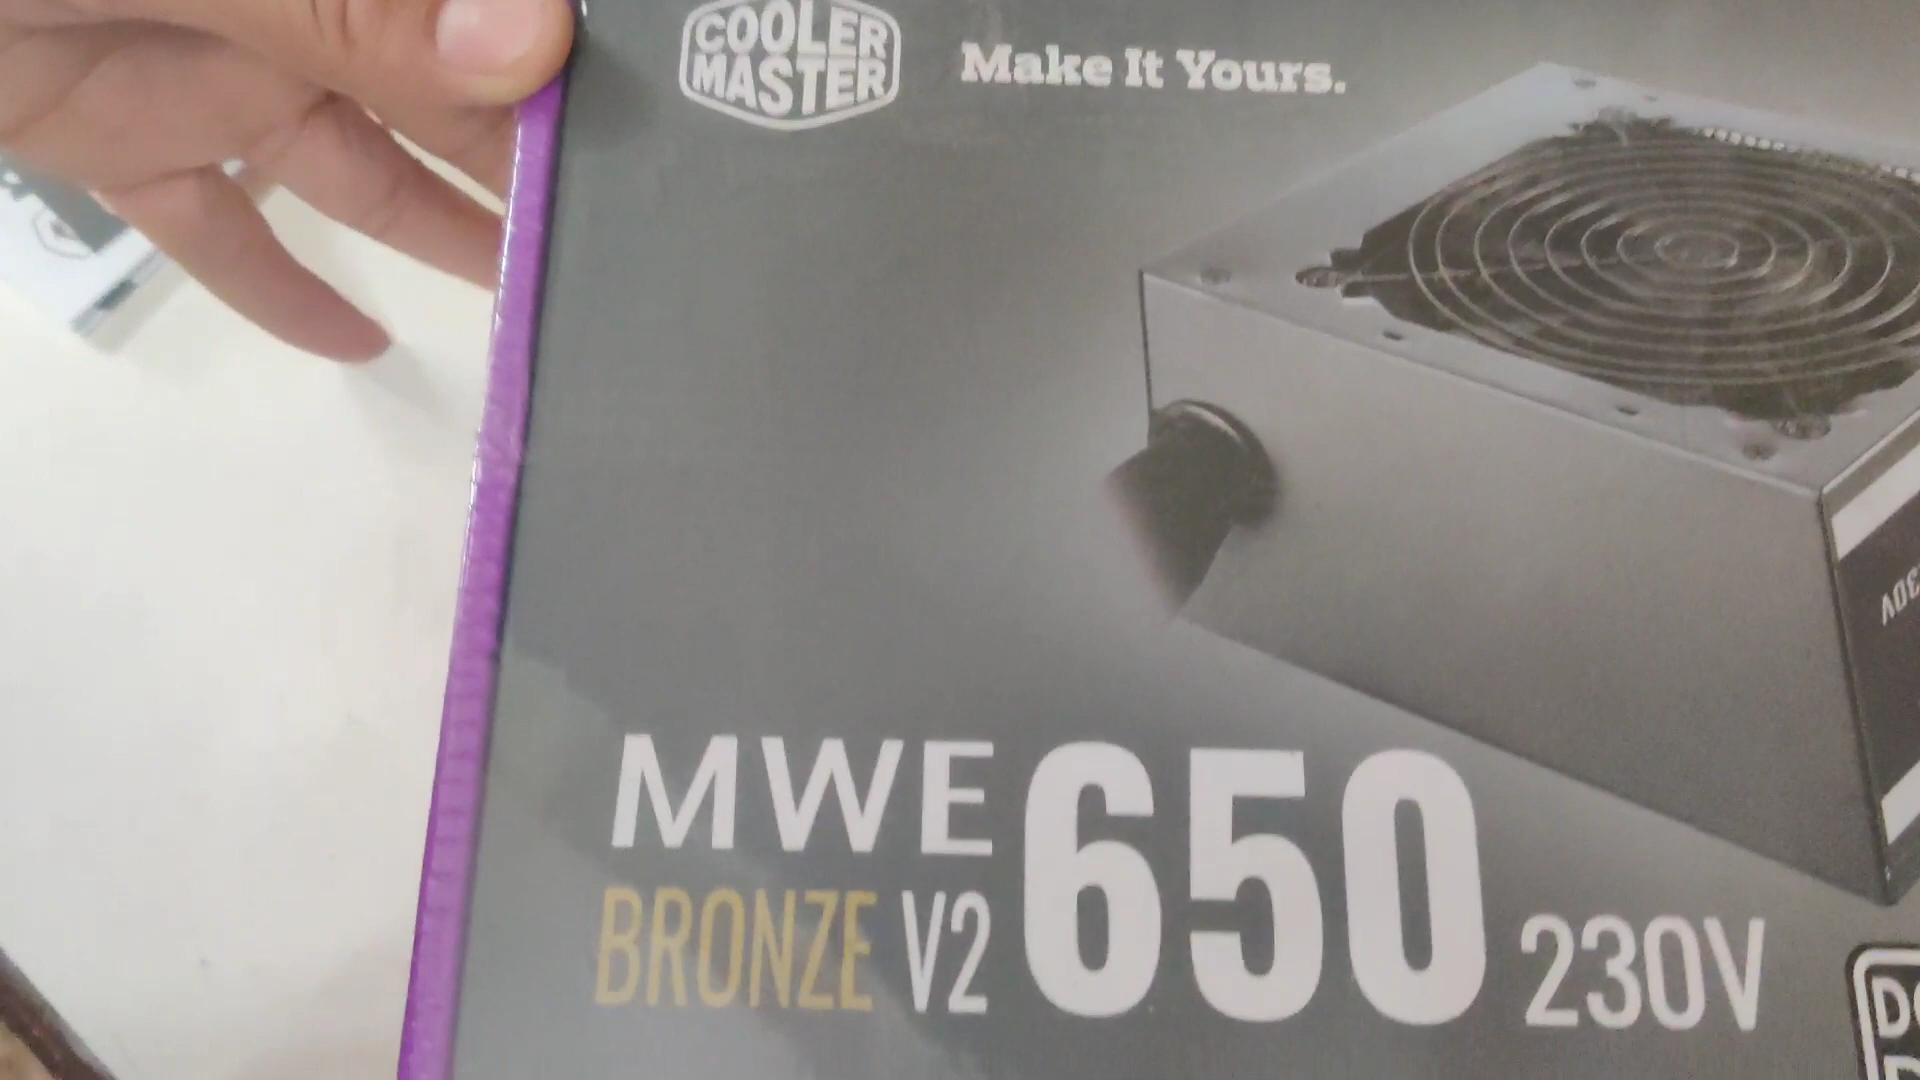 COOLER
MASTER
Make It Yours.
MWE 650 230V
BRONZE V2